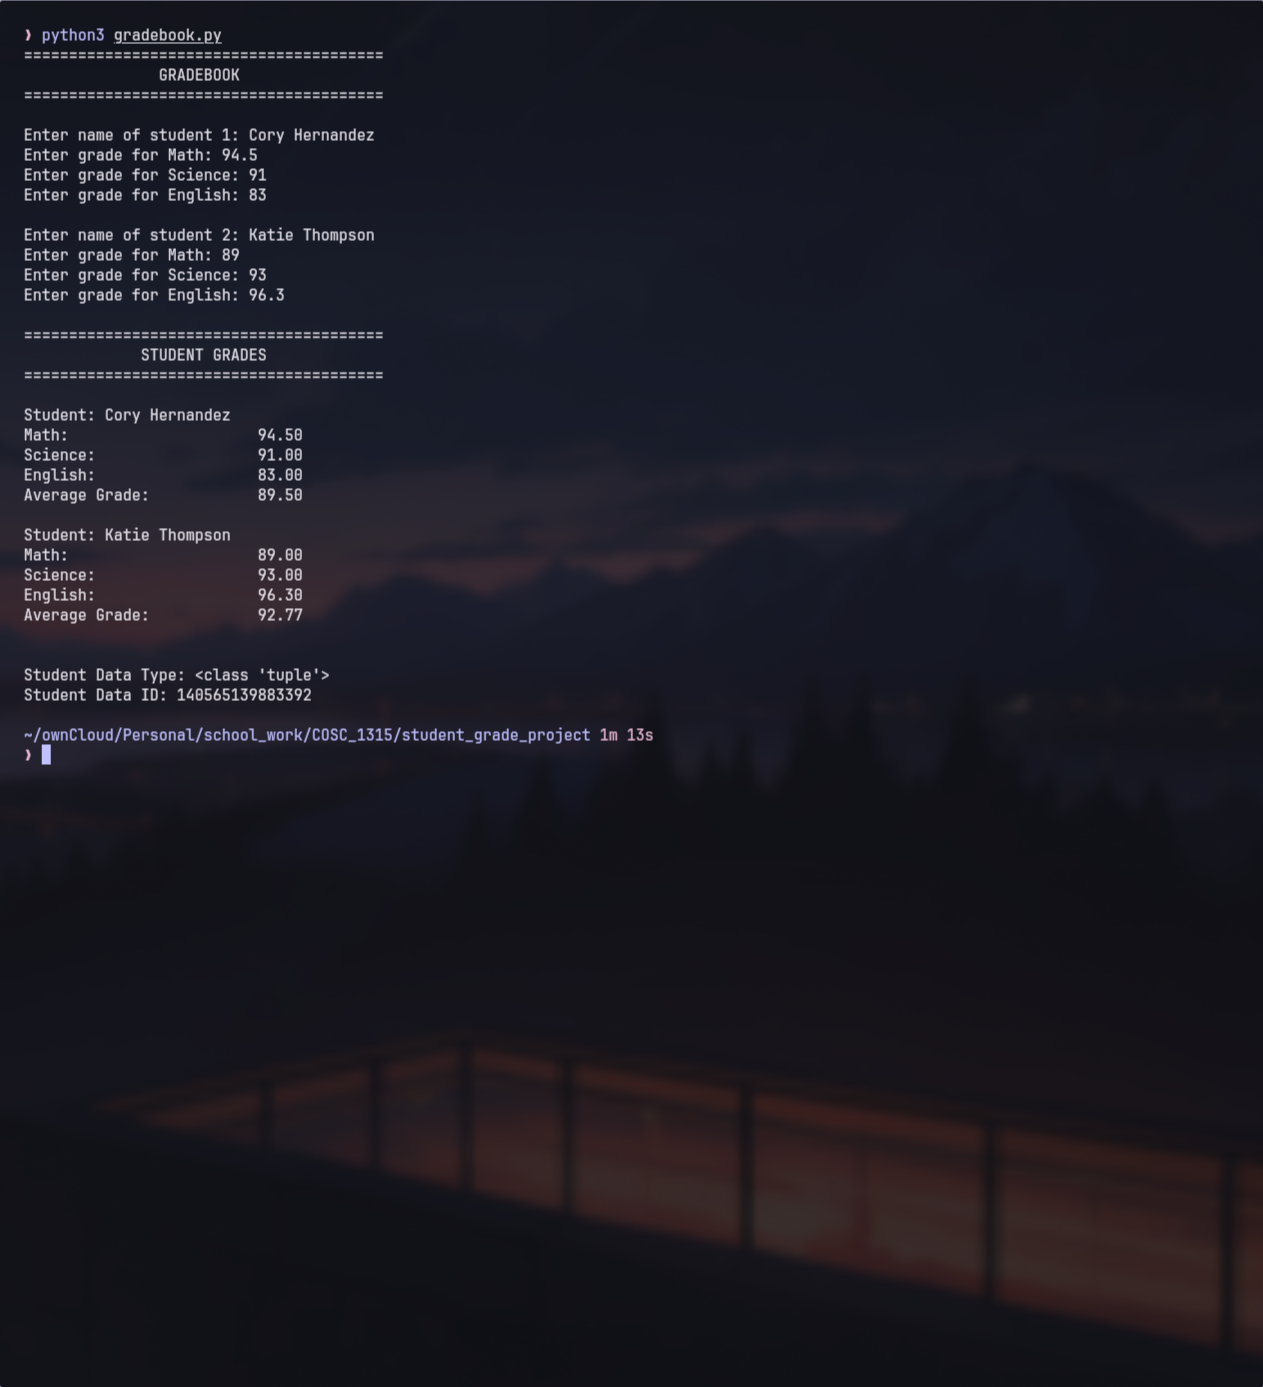 ❯ python3 gradebook.py
========================================
GRADEBOOK
========================================
Enter name of student 1: Cory Hernandez
Enter grade for Math: 94.5
Enter grade for Science: 91
Enter grade for English: 83
Enter name of student 2: Katie Thompson
Enter grade for Math: 89
Enter grade for Science: 93
Enter grade for English: 96.3
========================================
STUDENT GRADES
========================================
Student: Cory Hernandez
Math: 94.50
Science: 91.00
English: 83.00
Average Grade: 89.50
Student: Katie Thompson
Math: 89.00
Science: 93.00
English: 96.30
Average Grade: 92.77
Student Data Type: <class 'tuple'>
Student Data ID: 140565139883392
~/ownCloud/Personal/school_work/COSC_1315/student_grade_project 1m 13s
❯